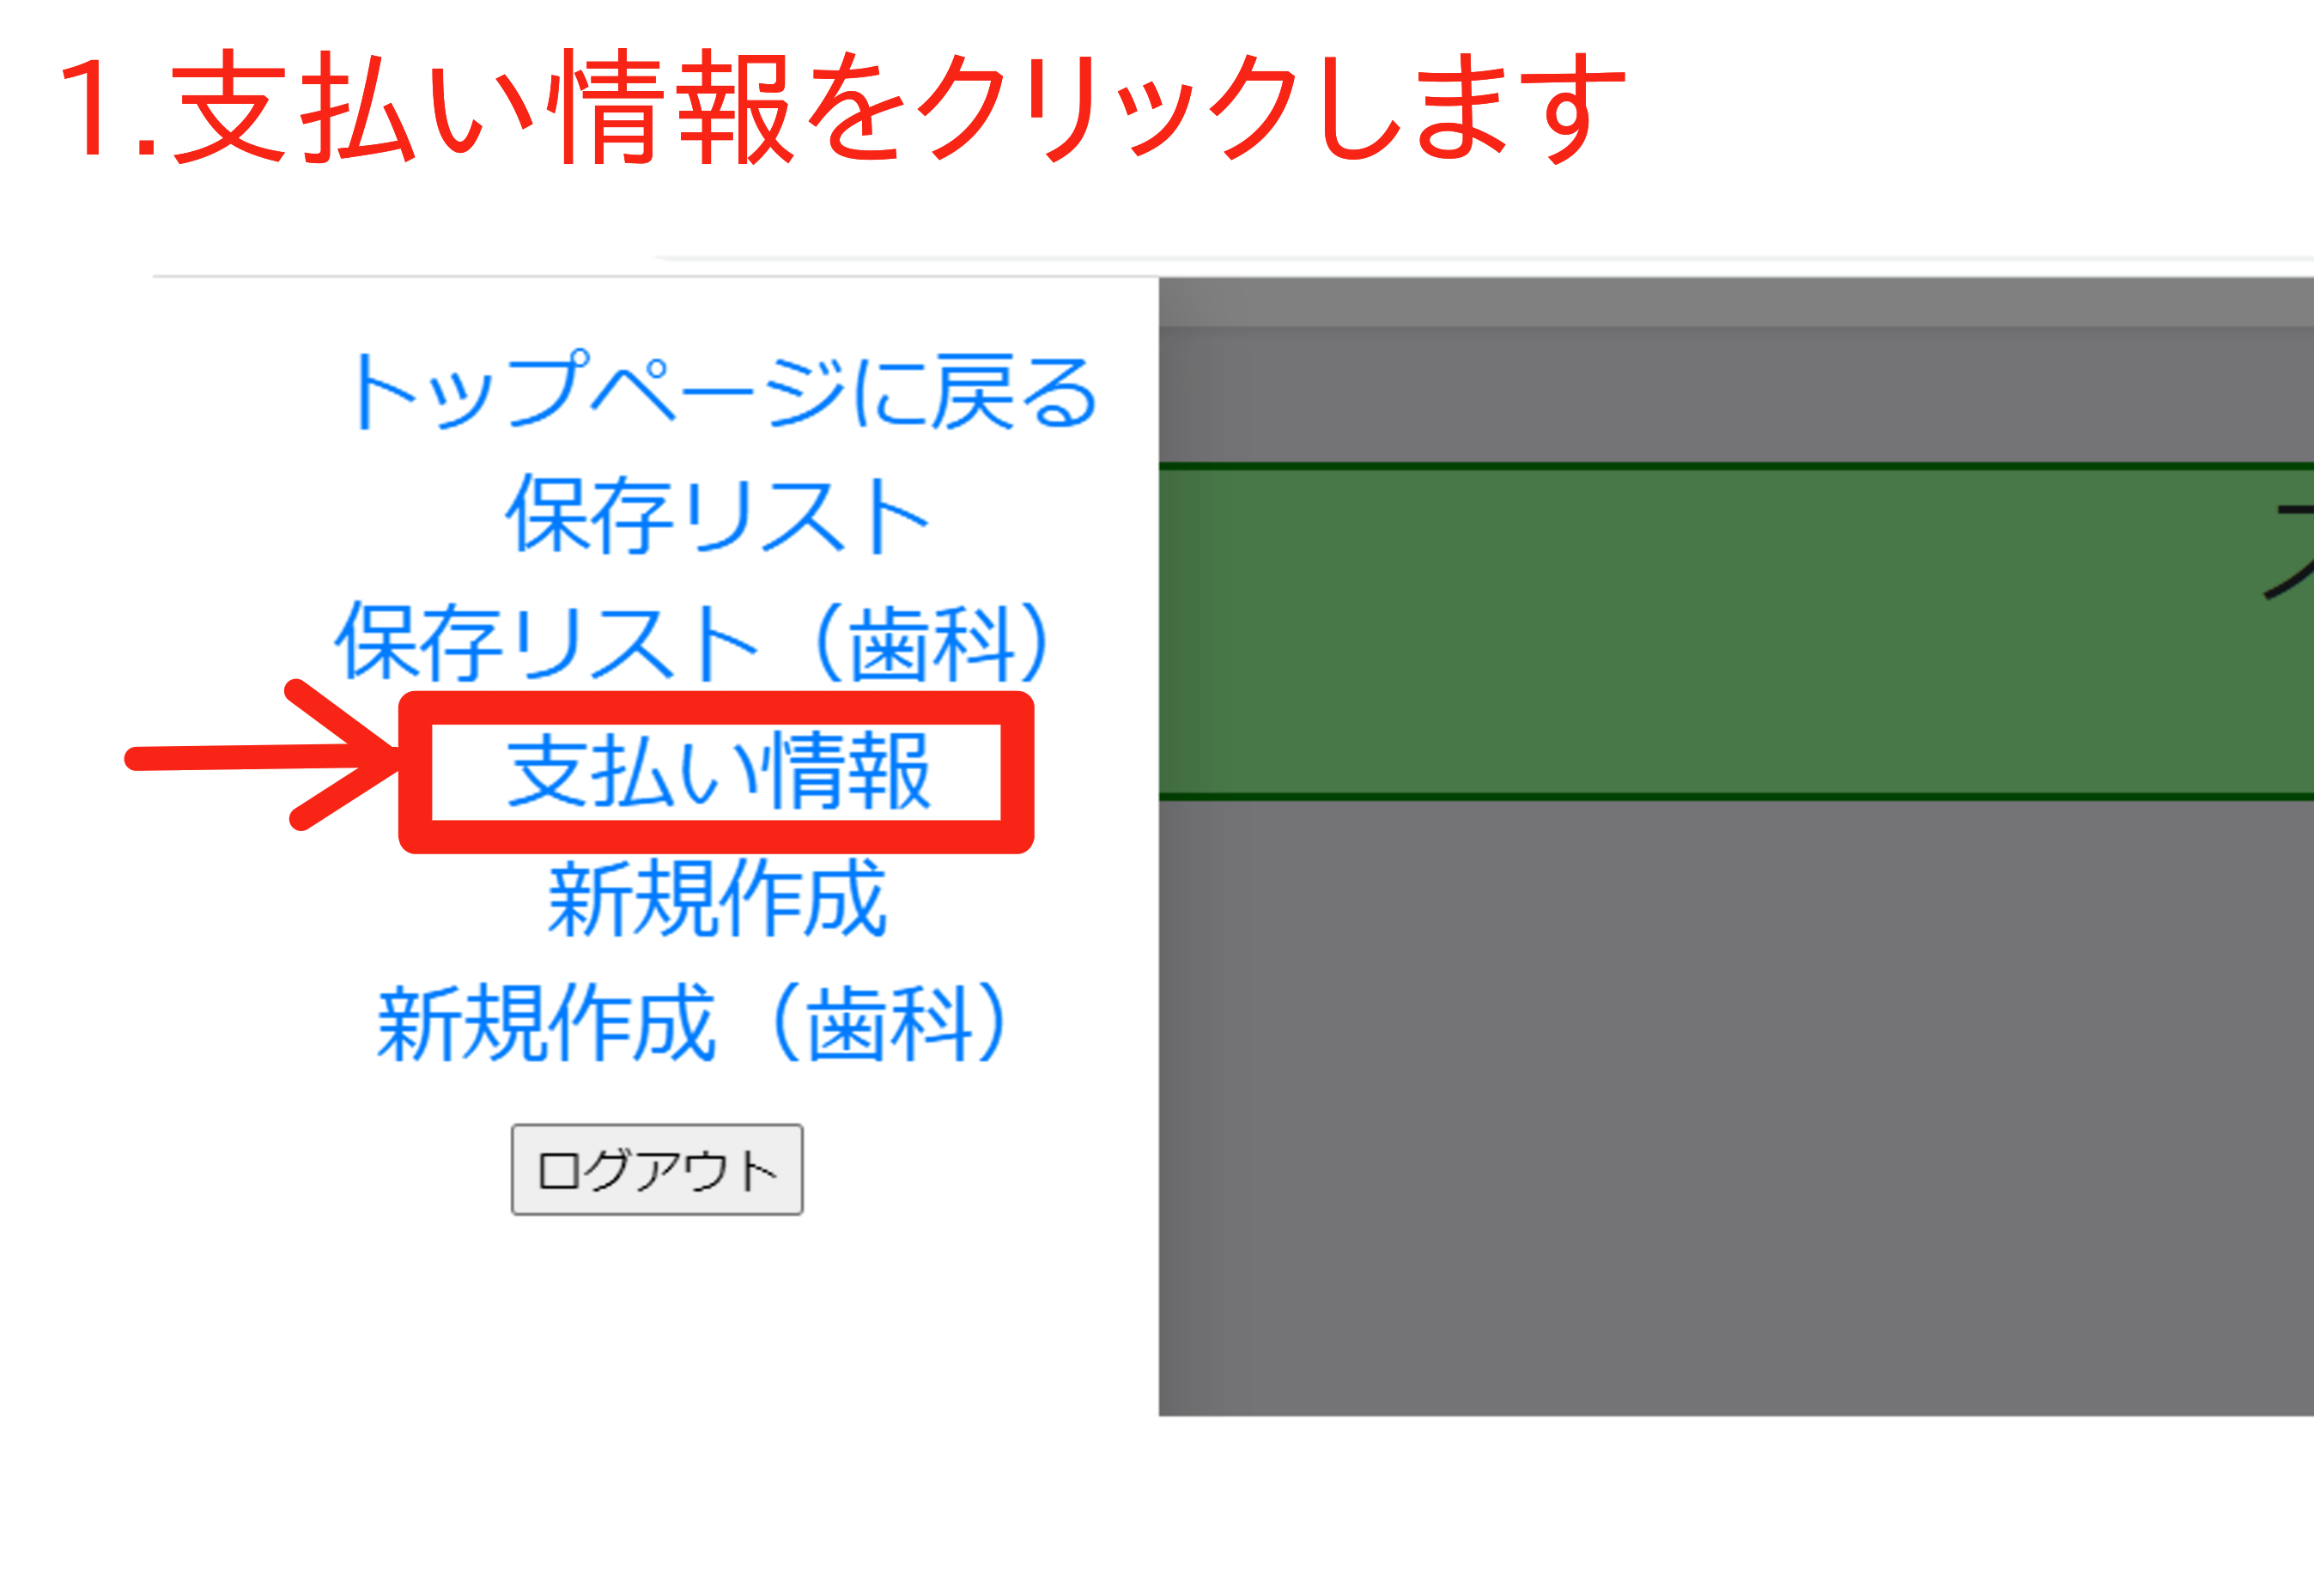 1.支払い情報をクリックします
トップページに戻る
保存リスト
保存リスト（歯科）
支払い情報
新規作成
新規作成（歯科）
ログアウト